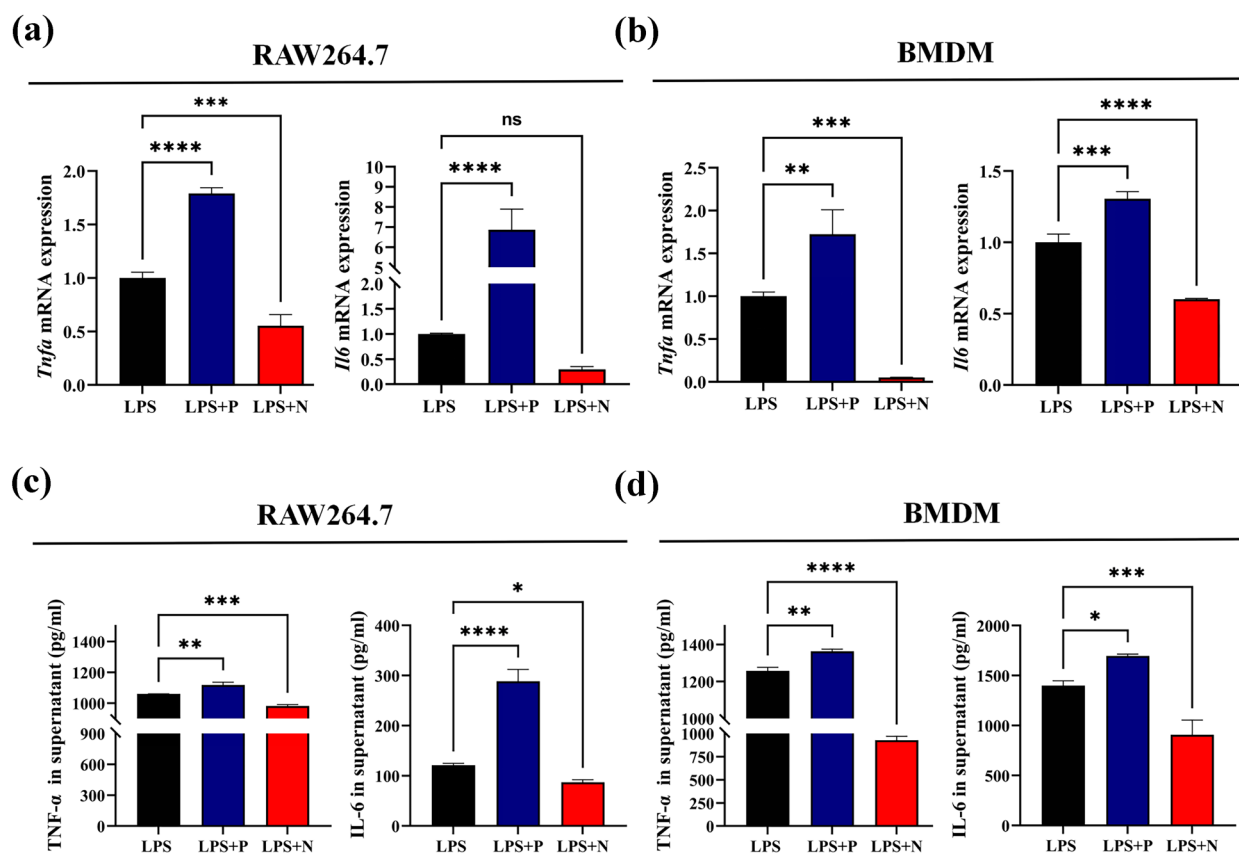 (a)
RAW264.7
Tnfa mRNA expression
2.0
1.5
1.0
0.5
0.0
***
****
LPS
LPS+P
LPS+N
Il6 mRNA expression
10
9
8
7
6
5
2.0
1.5
1.0
0.5
0.0
ns
****
LPS
LPS+P
LPS+N
(b)
BMDM
Tnfa mRNA expression
2.5
2.0
1.5
1.0
0.5
0.0
***
**
LPS
LPS+P
LPS+N
Il6 mRNA expression
1.5
1.0
0.5
0.0
****
***
LPS
LPS+P
LPS+N
(c)
RAW264.7
TNF-α in supernatant (pg/ml)
1400
1200
1000
900
600
300
0
***
**
LPS
LPS+P
LPS+N
IL-6 in supernatant (pg/ml)
400
300
200
100
0
*
****
LPS
LPS+P
LPS+N
(d)
BMDM
TNF-α in supernatant (pg/ml)
1400
1200
1000
1000
750
500
250
0
****
**
LPS
LPS+P
LPS+N
IL-6 in supernatant (pg/ml)
2000
1500
1000
500
0
***
*
LPS
LPS+P
LPS+N